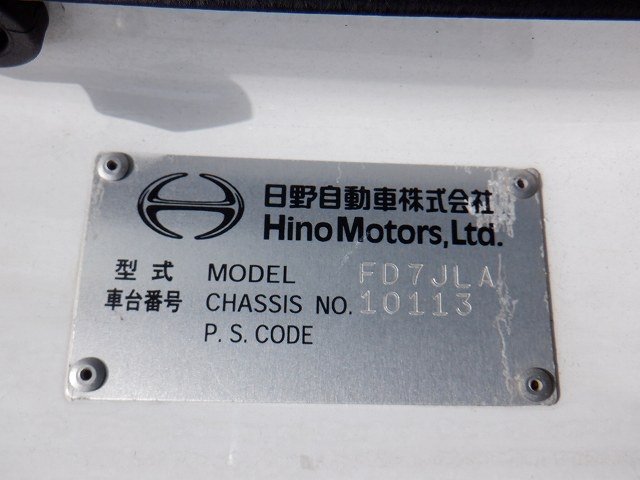 日野自動車株式会社
Hino Motors, Ltd.
型式 MODEL FD7JLA
車台番号 CHASSIS NO. 10113
P. S. CODE